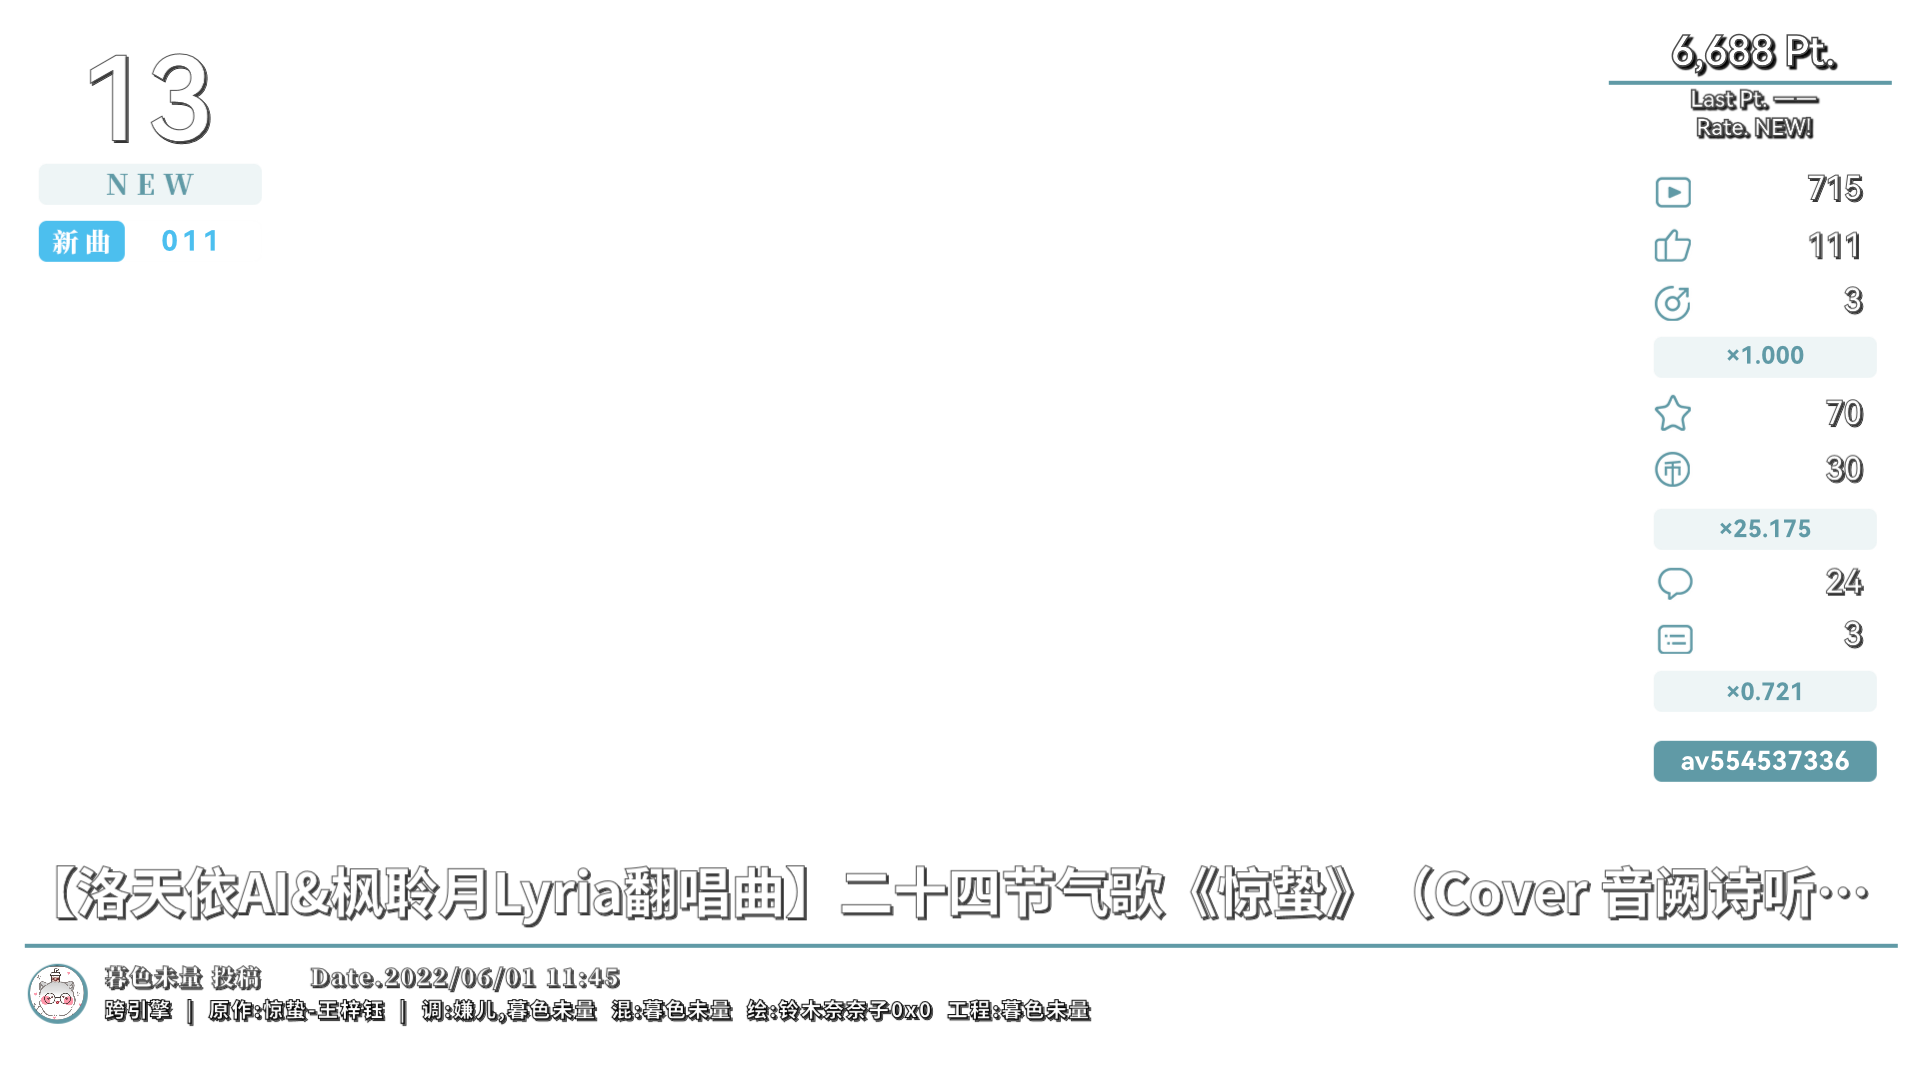 13
NEW
新曲 011
6,688 Pt.
Last Pt. ——
Rate. NEW!
715
111
3
×1.000
70
30
×25.175
24
3
×0.721
av554537336
【洛天依AI&枫聆月Lyria翻唱曲】二十四节气歌《惊蛰》（Cover 音阙诗听…
暮色未量 投稿 Date.2022/06/01 11:45
跨引擎 | 原作:惊蛰-王梓钰 | 调:嫌儿,暮色未量 混:暮色未量 绘:铃木奈奈子0x0 工程:暮色未量